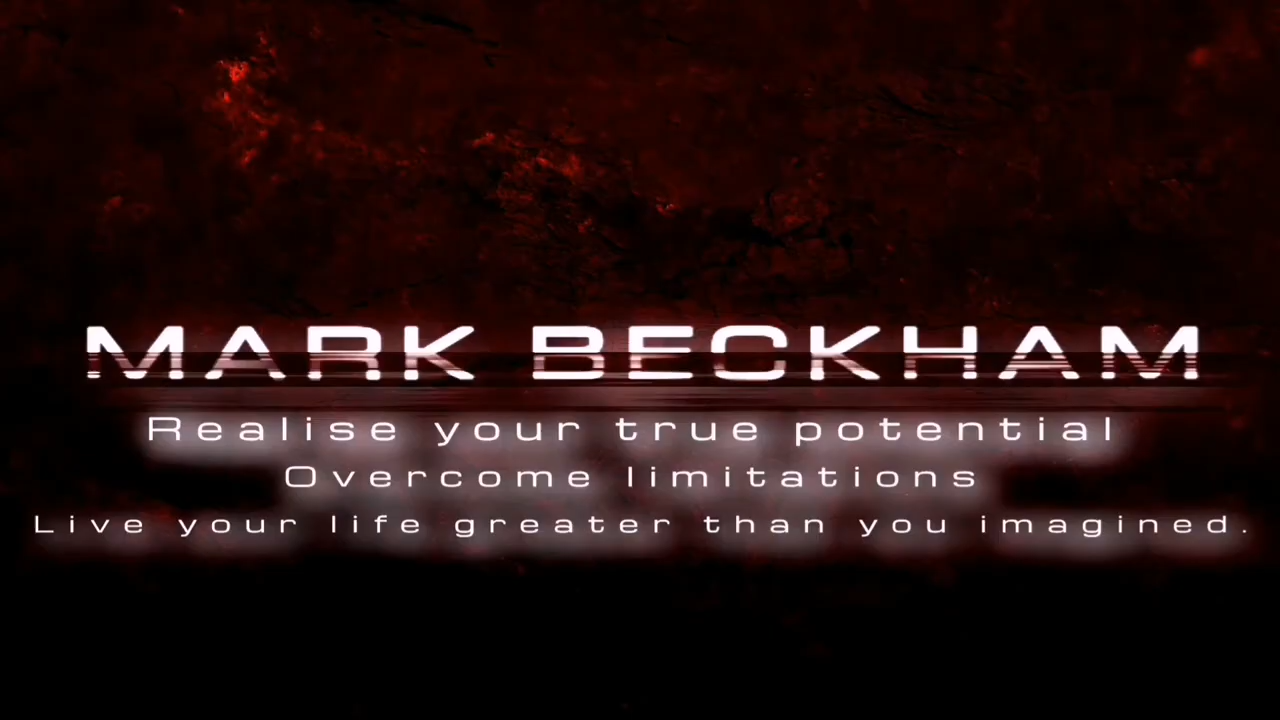 MARK BECKHAM
Realise your true potential
Overcome limitations
Live your life greater than you imagined.